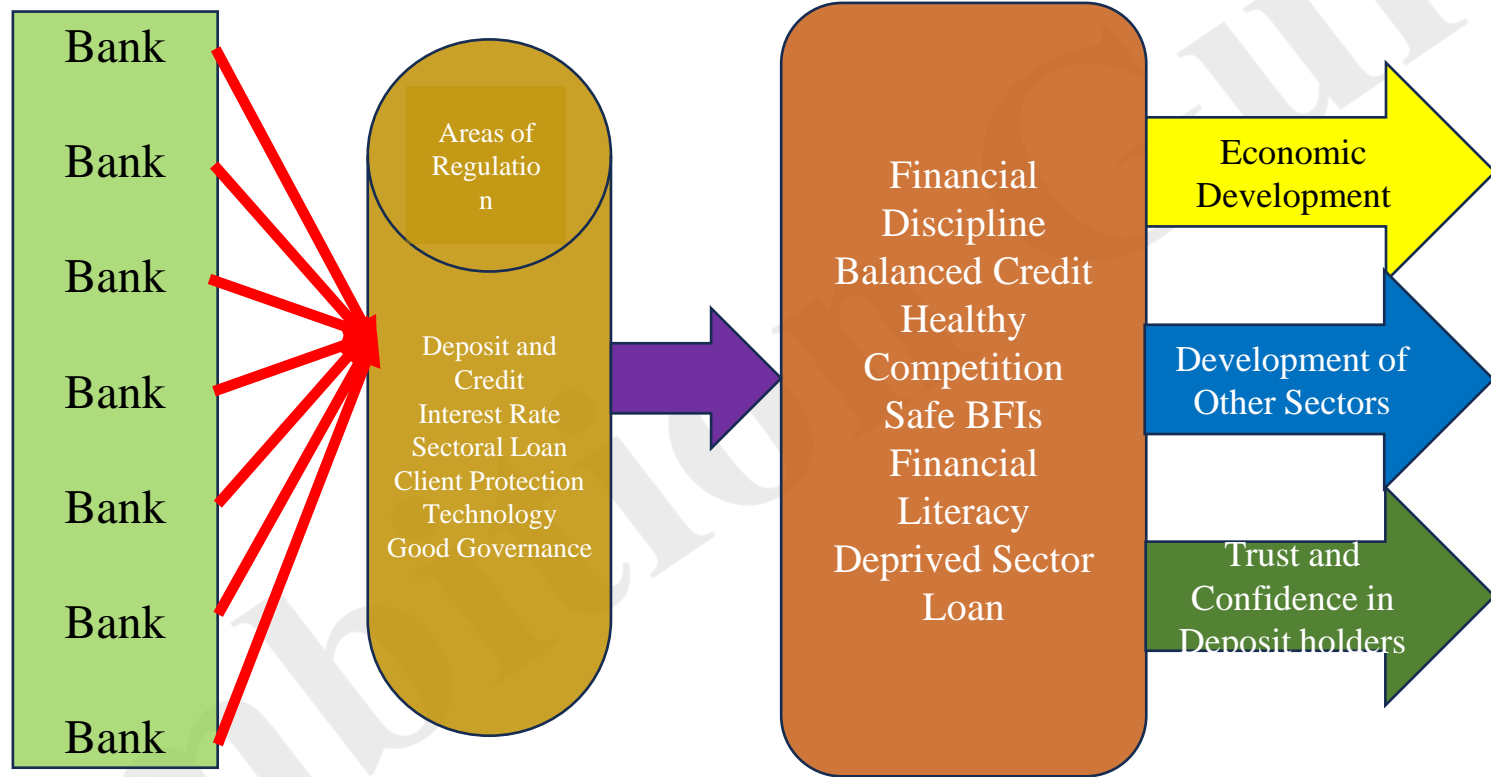 Bank
Bank
Bank
Bank
Bank
Bank
Bank
Areas of
Regulatio
n
Deposit and
Credit
Interest Rate
Sectoral Loan
Client Protection
Technology
Good Governance
Financial
Discipline
Balanced Credit
Healthy
Competition
Safe BFIs
Financial
Literacy
Deprived Sector
Loan
Economic
Development
Development of
Other Sectors
Trust and
Confidence in
Deposit holders